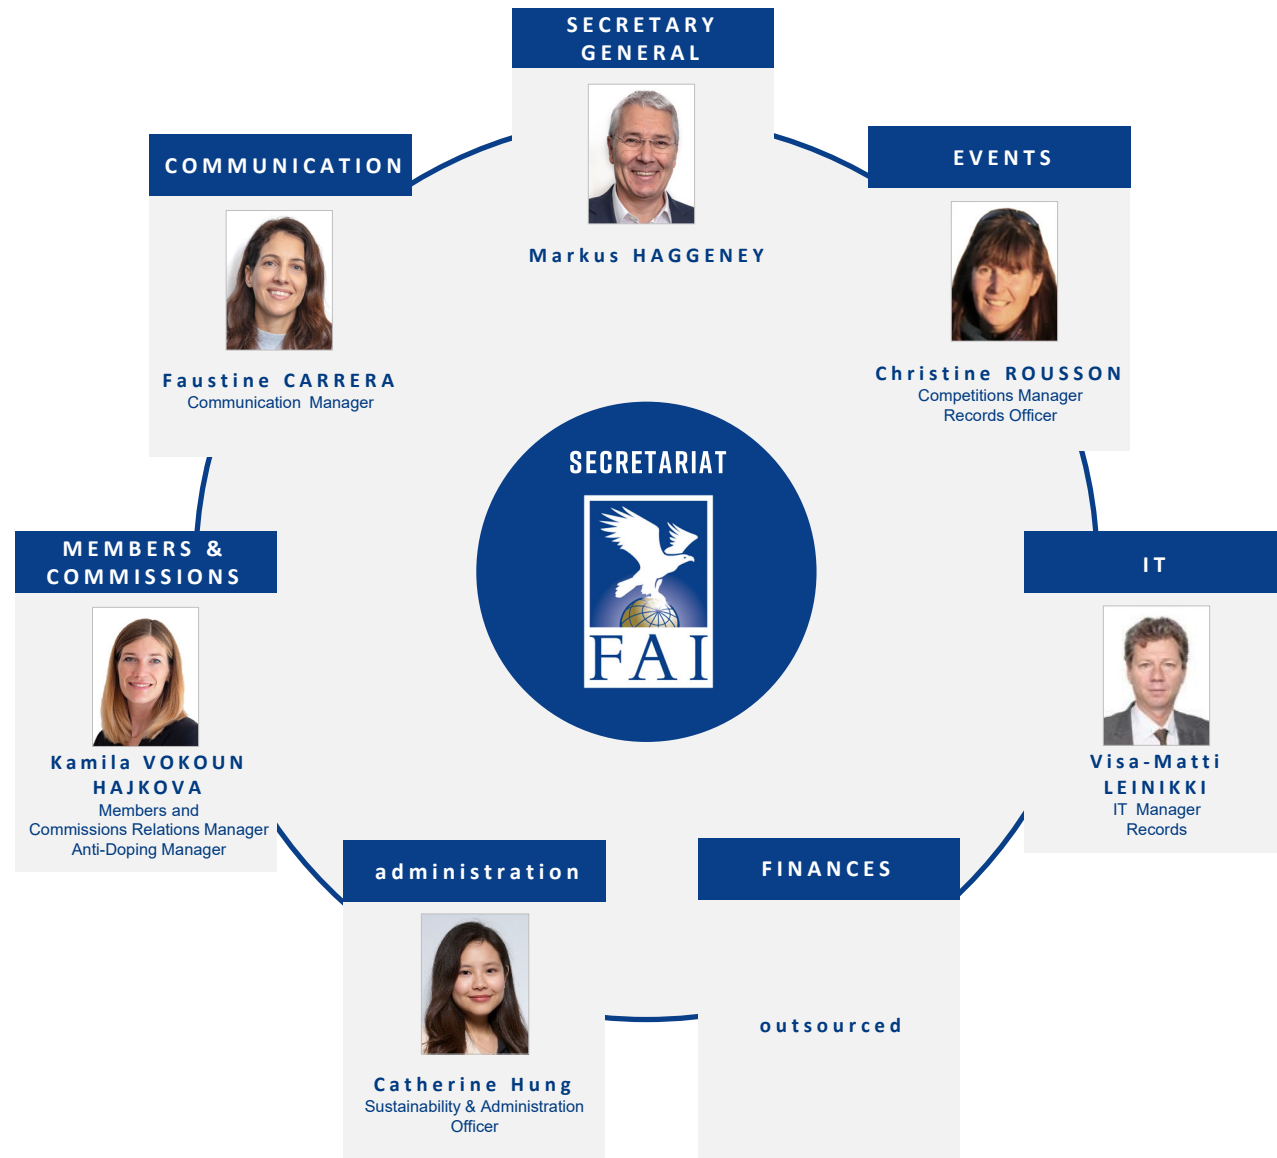 SECRETARY
GENERAL
Markus HAGGENEY
COMMUNICATION
Faustine CARRERA
Communication Manager
EVENTS
Christine ROUSSON
Competitions Manager
Records Officer
SECRETARIAT
FAI
MEMBERS &
COMMISSIONS
Kamila VOKOUN
HAJKOVA
Members and
Commissions Relations Manager
Anti-Doping Manager
IT
Visa-Matti
LEINIKKI
IT Manager
Records
administration
Catherine Hung
Sustainability & Administration
Officer
FINANCES
outsourced